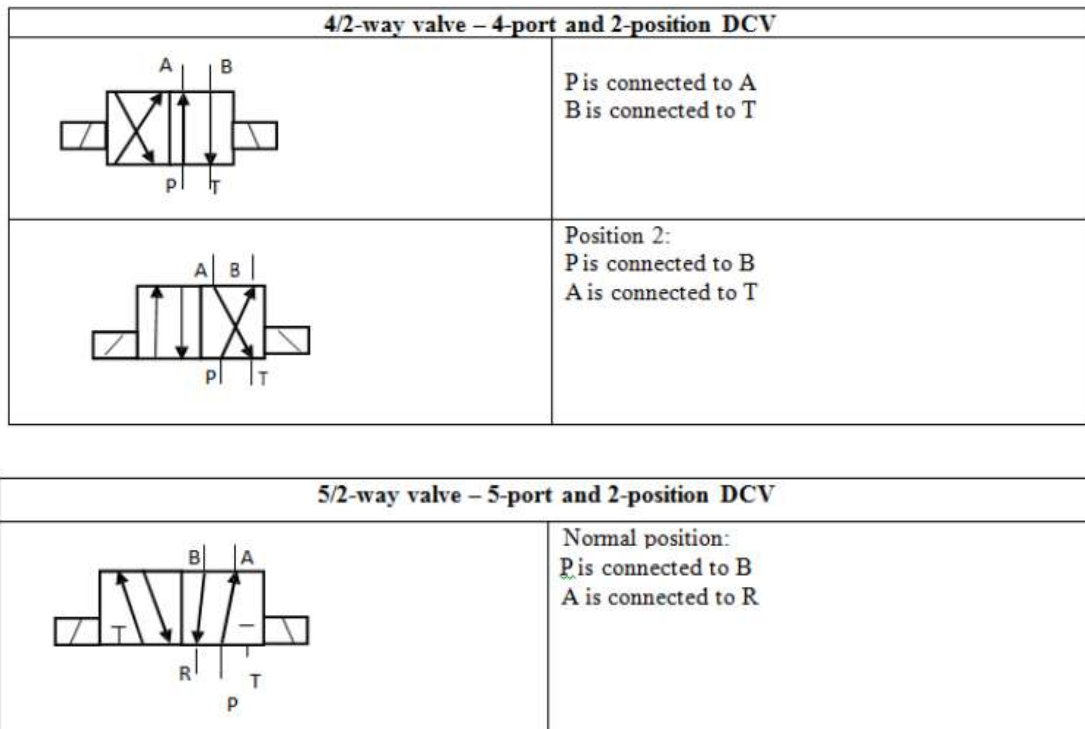 4/2-way valve – 4-port and 2-position DCV
A B
P T
P is connected to A
B is connected to T
A B
P T
Position 2:
P is connected to B
A is connected to T
5/2-way valve – 5-port and 2-position DCV
B A
R T
P
Normal position:
P is connected to B
A is connected to R